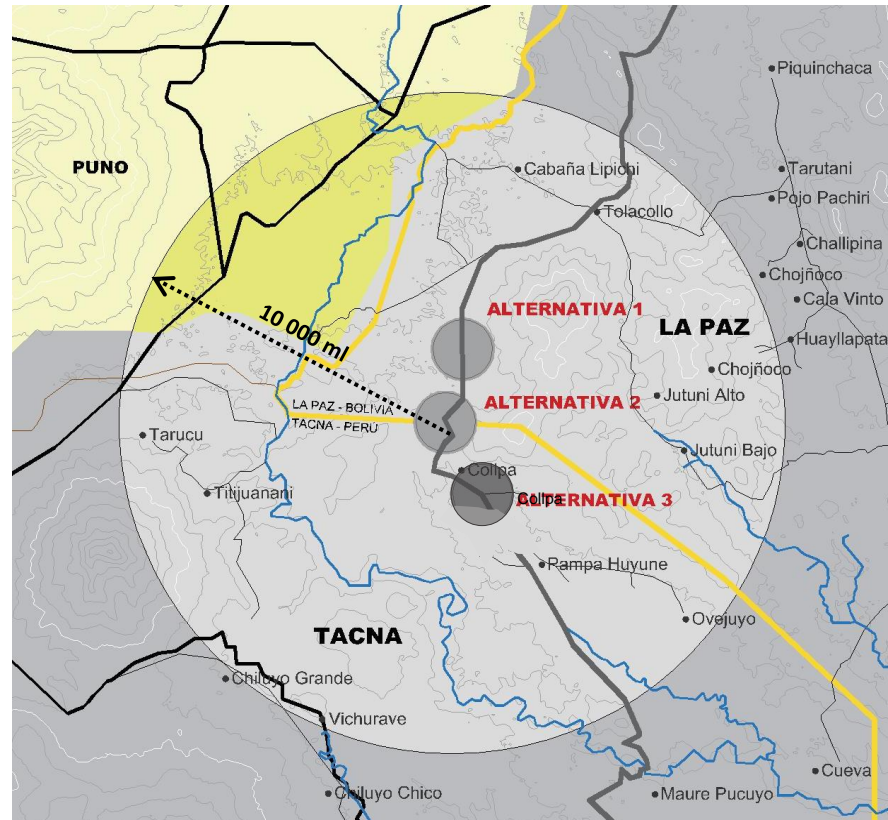 Piquinchaca
PUNO
Cabaña Lipichi
Tarutani
Pojo Pachiri
Tolacollo
Challipina
Chojñoco
Cala Vinto
ALTERNATIVA 1
10 000 ml
LA PAZ
Huayllapata
Chojñoco
Jutuni Alto
LA PAZ - BOLIVIA
ALTERNATIVA 2
TACNA - PERÚ
Tarucu
Jutuni Bajo
Collpa
Titijuanani
Collpa
ALTERNATIVA 3
Pampa Huyune
Ovejuyo
TACNA
Chiluyo Grande
Vichurave
Cueva
Chiluyo Chico
Maure Pucuyo